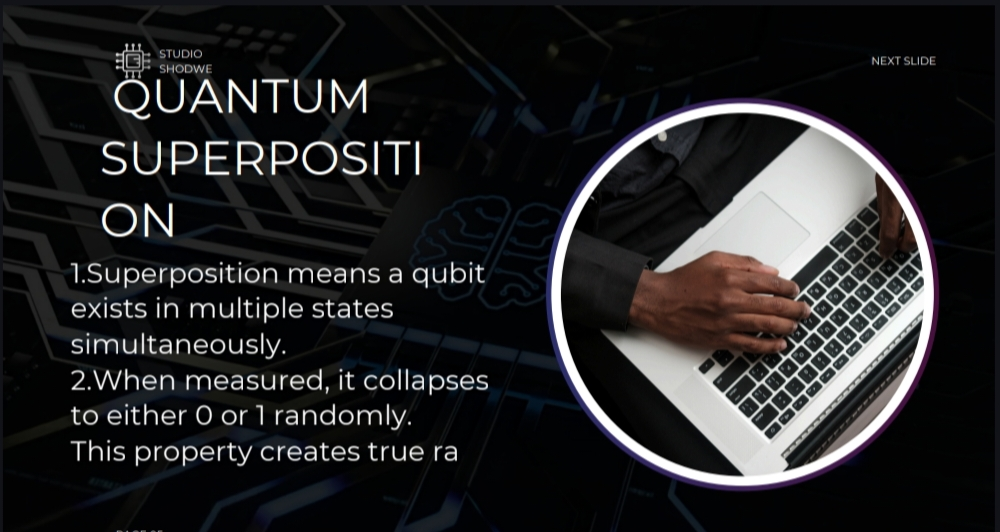 STUDIO
SHODWE
NEXT SLIDE
QUANTUM
SUPERPOSITI
ON
1.Superposition means a qubit
exists in multiple states
simultaneously.
2.When measured, it collapses
to either 0 or 1 randomly.
This property creates true ra